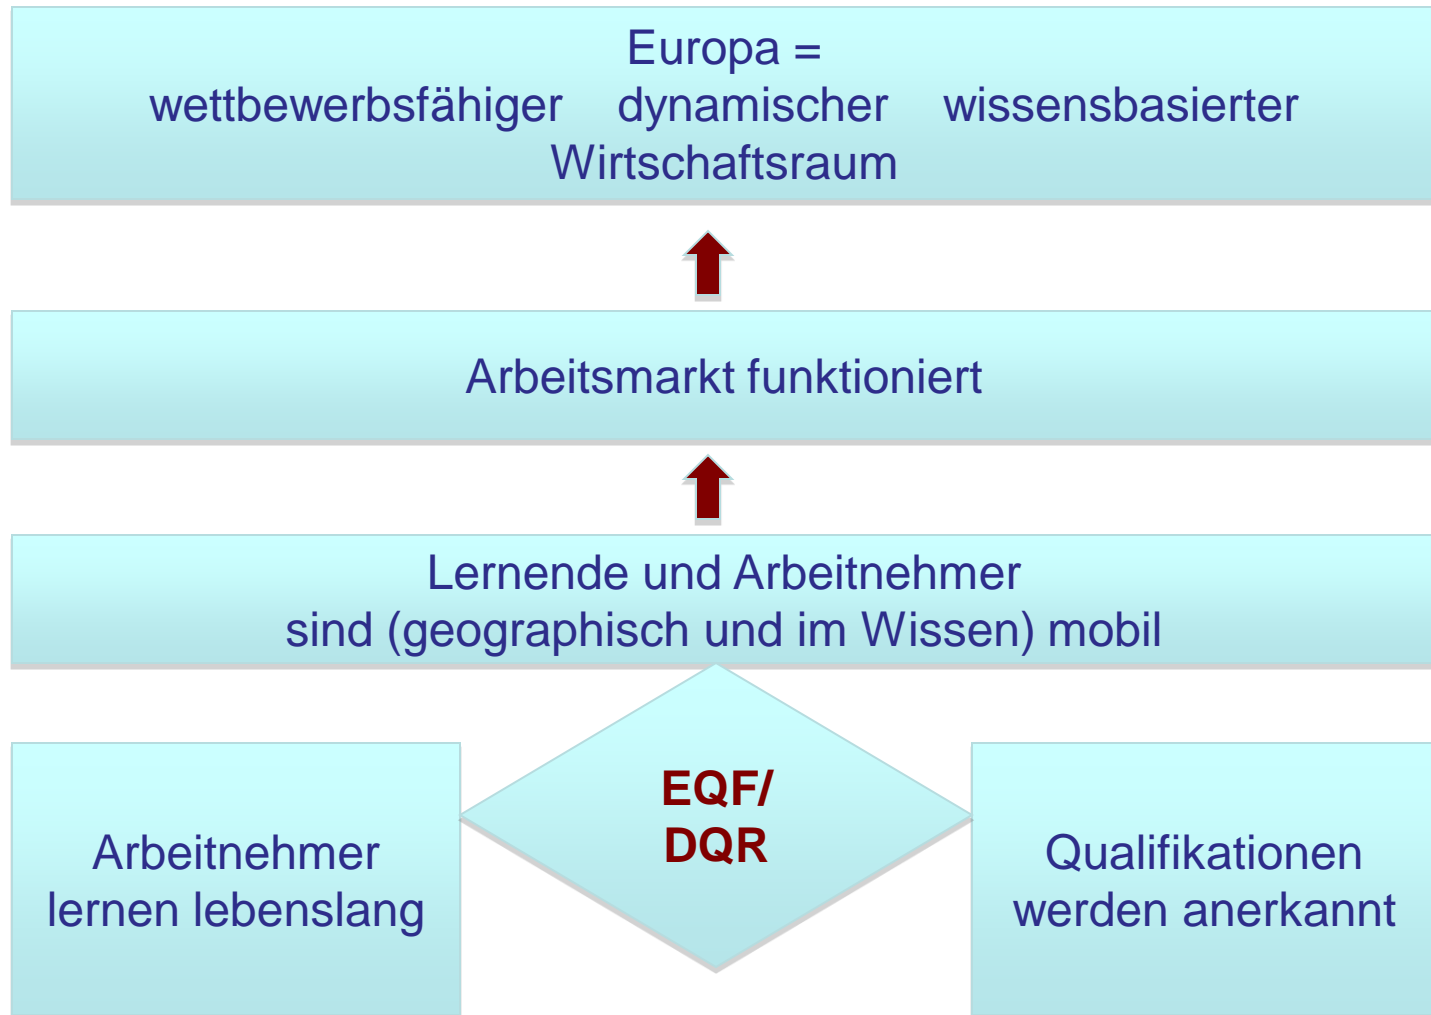 Europa =
wettbewerbsfähiger dynamischer wissensbasierter
Wirtschaftsraum
Arbeitsmarkt funktioniert
Lernende und Arbeitnehmer
sind (geographisch und im Wissen) mobil
EQF/
DQR
Arbeitnehmer
lernen lebenslang
Qualifikationen
werden anerkannt